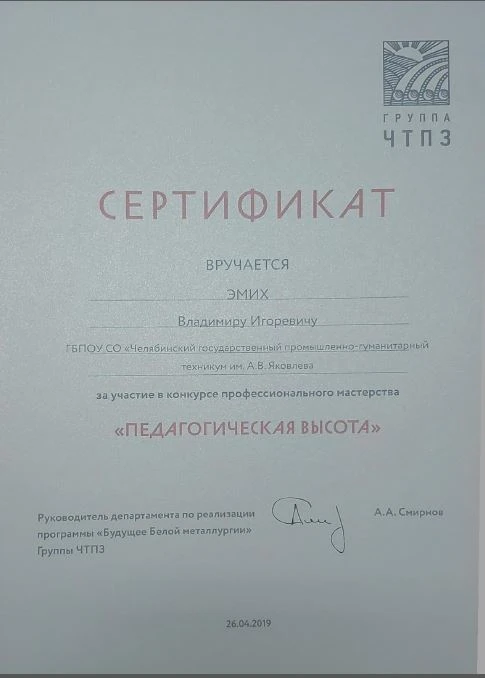 ГРУППА
ЧТПЗ
СЕРТИФИКАТ
ВРУЧАЕТСЯ
ЭМИХ
Владимиру Игоревичу
ГБПОУ СО «Челябинский государственный промышленно-гуманитарный
техникум им. А.В. Яковлева
за участие в конкурсе профессионального мастерства
«ПЕДАГОГИЧЕСКАЯ ВЫСОТА»
Руководитель департамента по реализации
программы «Будущее Белой металлургии»
Группы ЧТПЗ
А.А. Смирнов
26.04.2019